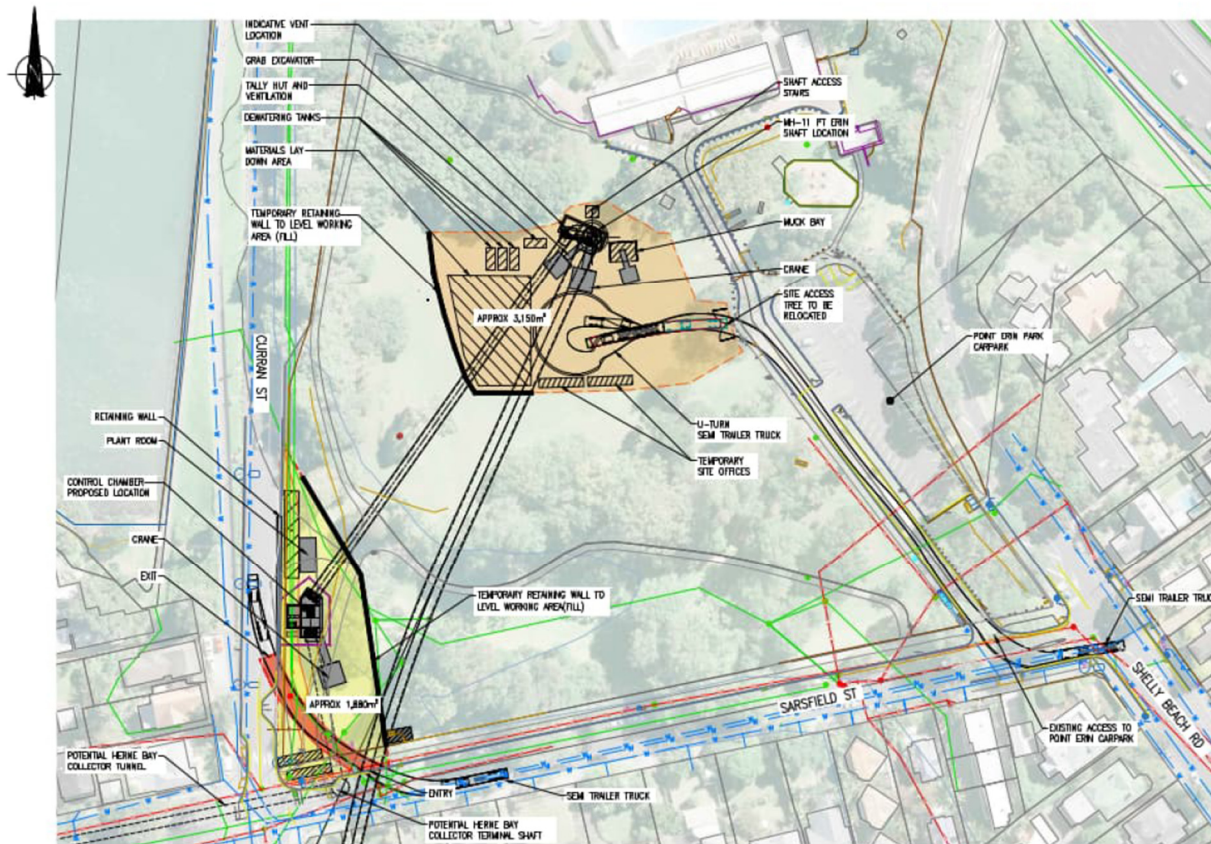 N
INDICATIVE VENT
LOCATION
GRAB EXCAVATOR
TALLY HUT AND
VENTILATION
DEWATERING TANKS
MATERIALS LAY
DOWN AREA
TEMPORARY RETAINING
WALL TO LEVEL WORKING
AREA (FILL)
SHAFT ACCESS
STAIRS
MH-11 PT ERIN
SHAFT LOCATION
MUCK BAY
CRANE
SITE ACCESS
TREE TO BE
RELOCATED
POINT ERIN PARK
CARPARK
APPROX 3,150m²
U-TURN
SEMI TRAILER TRUCK
TEMPORARY
SITE OFFICES
CURRAN ST
RETAINING WALL
PLANT ROOM
CONTROL CHAMBER
PROPOSED LOCATION
CRANE
EXIT
TEMPORARY RETAINING WALL TO
LEVEL WORKING AREA(FILL)
APPROX 1,880m²
POTENTIAL HERNE BAY
COLLECTOR TUNNEL
ENTRY
SEMI TRAILER TRUCK
POTENTIAL HERNE BAY
COLLECTOR TERMINAL SHAFT
SARSFIELD ST
SEMI TRAILER TRUC
SHELLY BEACH RD
EXISTING ACCESS TO
POINT ERIN CARPARK